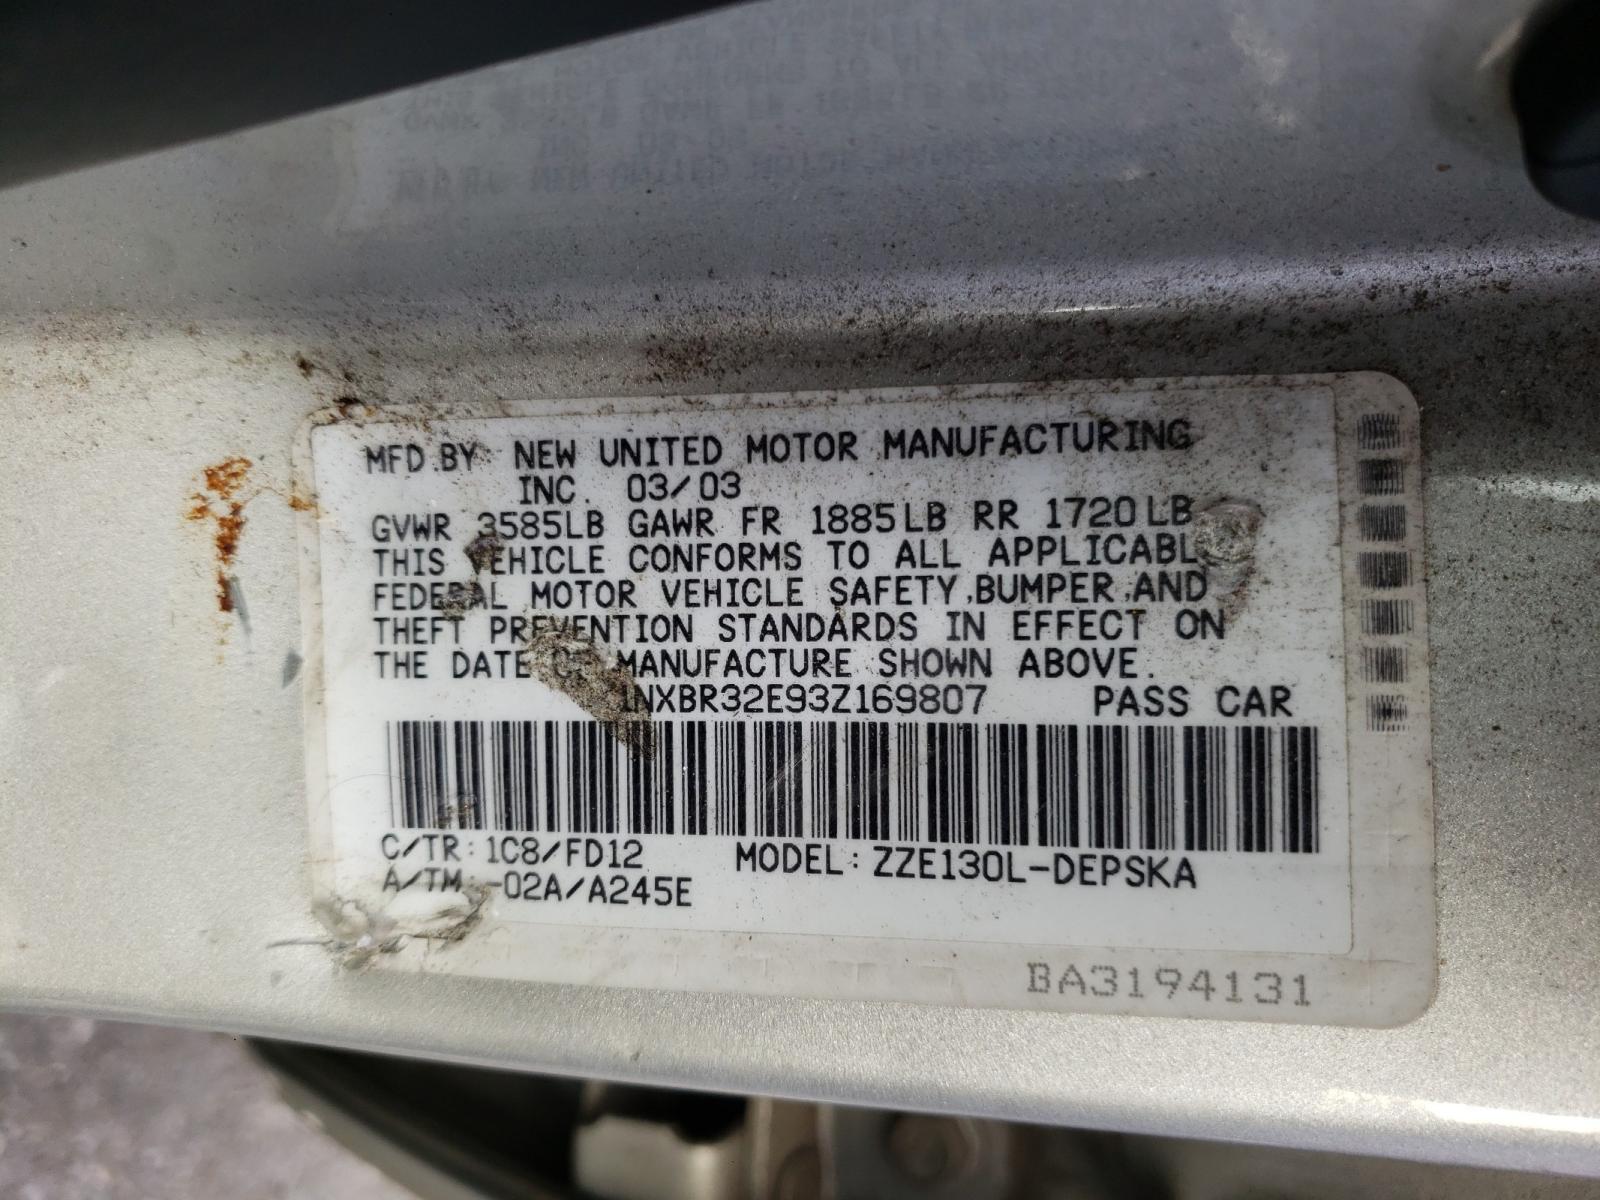 MFD.BY NEW UNITED MOTOR MANUFACTURING
INC. 03/03
GVWR 3585LB GAWR FR 1885LB RR 1720LB
THIS VEHICLE CONFORMS TO ALL APPLICABL
FEDERAL MOTOR VEHICLE SAFETY,BUMPER,AND
THEFT PREVENTION STANDARDS IN EFFECT ON
THE DATE OF MANUFACTURE SHOWN ABOVE.
1NXBR32E93Z169807 PASS CAR
C/TR: 1C8/FD12 MODEL: ZZE130L-DEPSKA
A/TM: -02A/A245E
BA3194131